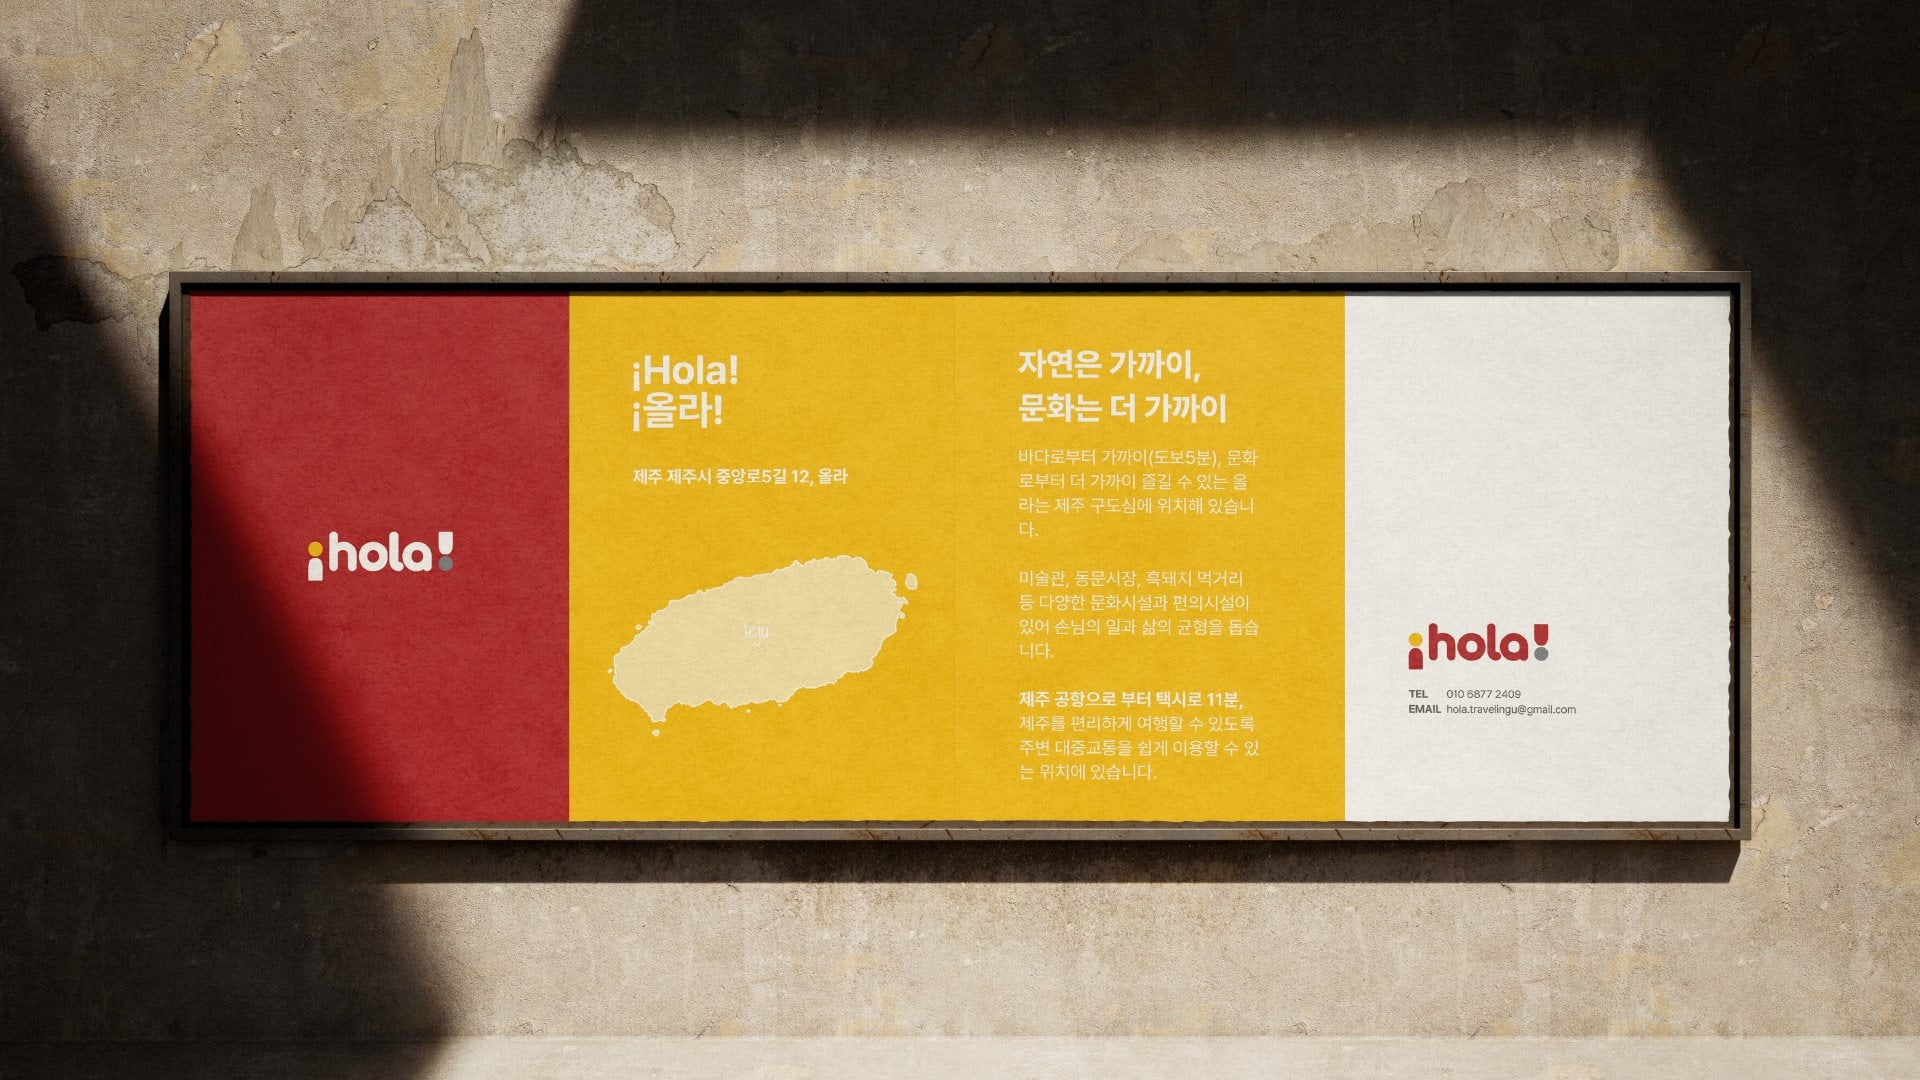 ¡hola!
¡Hola!
¡올라!
제주 제주시 중앙로5길 12, 올라
Jeju
자연은 가까이,
문화는 더 가까이
바다로부터 가까이(도보5분), 문화
로부터 더 가까이 즐길 수 있는 올
라는 제주 구도심에 위치해 있습니
다.
미술관, 동문시장, 흑돼지 먹거리
등 다양한 문화시설과 편의시설이
있어 손님의 일과 삶의 균형을 돕습
니다.
제주 공항으로 부터 택시로 11분,
제주를 편리하게 여행할 수 있도록
주변 대중교통을 쉽게 이용할 수 있
는 위치에 있습니다.
¡hola!
TEL 010 6877 2409
EMAIL hola.travelingu@gmail.com